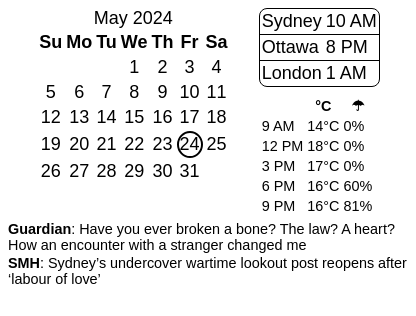 May 2024
Su Mo Tu We Th Fr Sa
1 2 3 4
5 6 7 8 9 10 11
12 13 14 15 16 17 18
19 20 21 22 23 24 25
26 27 28 29 30 31
Sydney 10 AM
Ottawa 8 PM
London 1 AM
°C ☂
9 AM 14°C 0%
12 PM 18°C 0%
3 PM 17°C 0%
6 PM 16°C 60%
9 PM 16°C 81%
Guardian: Have you ever broken a bone? The law? A heart?
How an encounter with a stranger changed me
SMH: Sydney’s undercover wartime lookout post reopens after
‘labour of love’